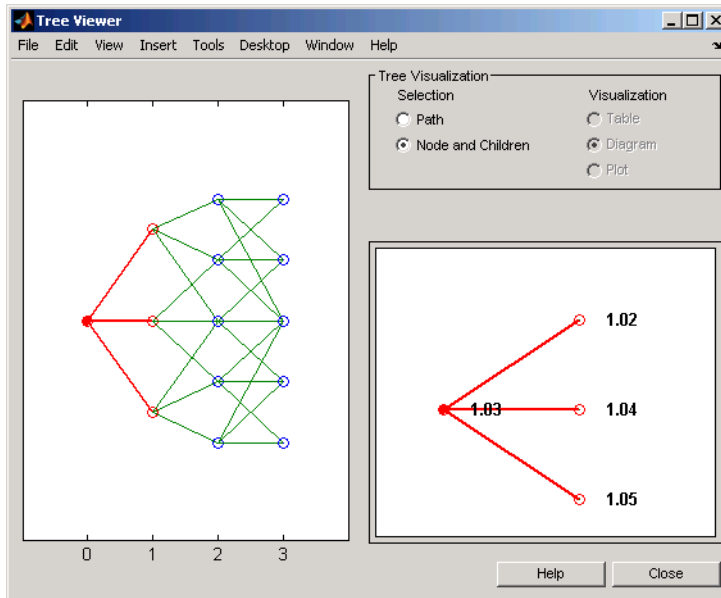 Tree Viewer
File Edit View Insert Tools Desktop Window Help
Tree Visualization
Selection Visualization
Path Table
Node and Children Diagram
Plot
1.02
1.03 1.04
1.05
0 1 2 3
Help Close